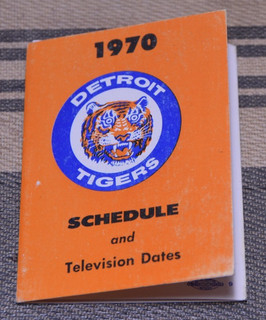 1970
DETROIT
TIGERS
SCHEDULE
and
Television Dates